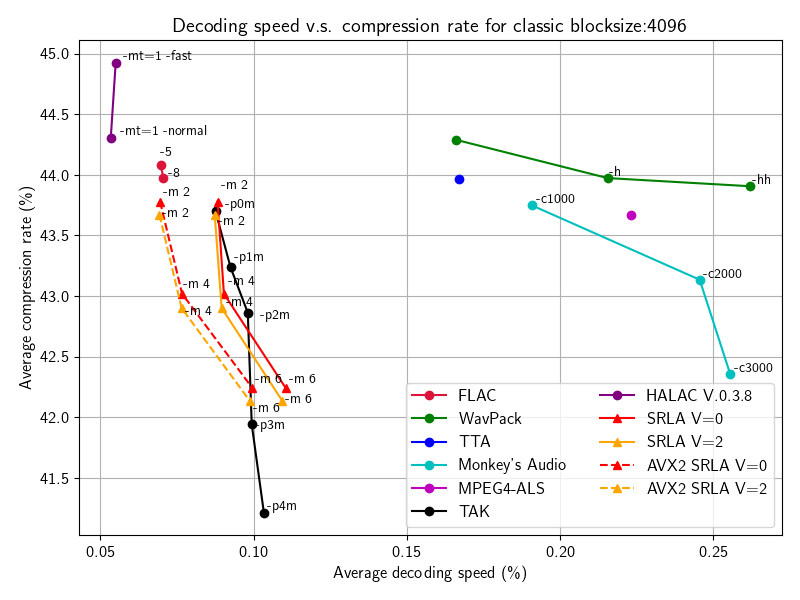 Decoding speed v.s. compression rate for classic blocksize:4096
Average compression rate (%)
45.0
44.5
44.0
43.5
43.0
42.5
42.0
41.5
-mt=1 -fast
-mt=1 -normal
-5
-8
-m 2
-m 2
-m 2
-p0m
-m 2
-p1m
-m 4
-m 4
-m 4
-m 4
-p2m
-m 6
-m 6
-m 6
-m 6
-p3m
-p4m
-h
-hh
-c1000
-c2000
-c3000
FLAC
WavPack
TTA
Monkey's Audio
MPEG4-ALS
TAK
HALAC V.0.3.8
SRLA V=0
SRLA V=2
AVX2 SRLA V=0
AVX2 SRLA V=2
0.05
0.10
0.15
0.20
0.25
Average decoding speed (%)